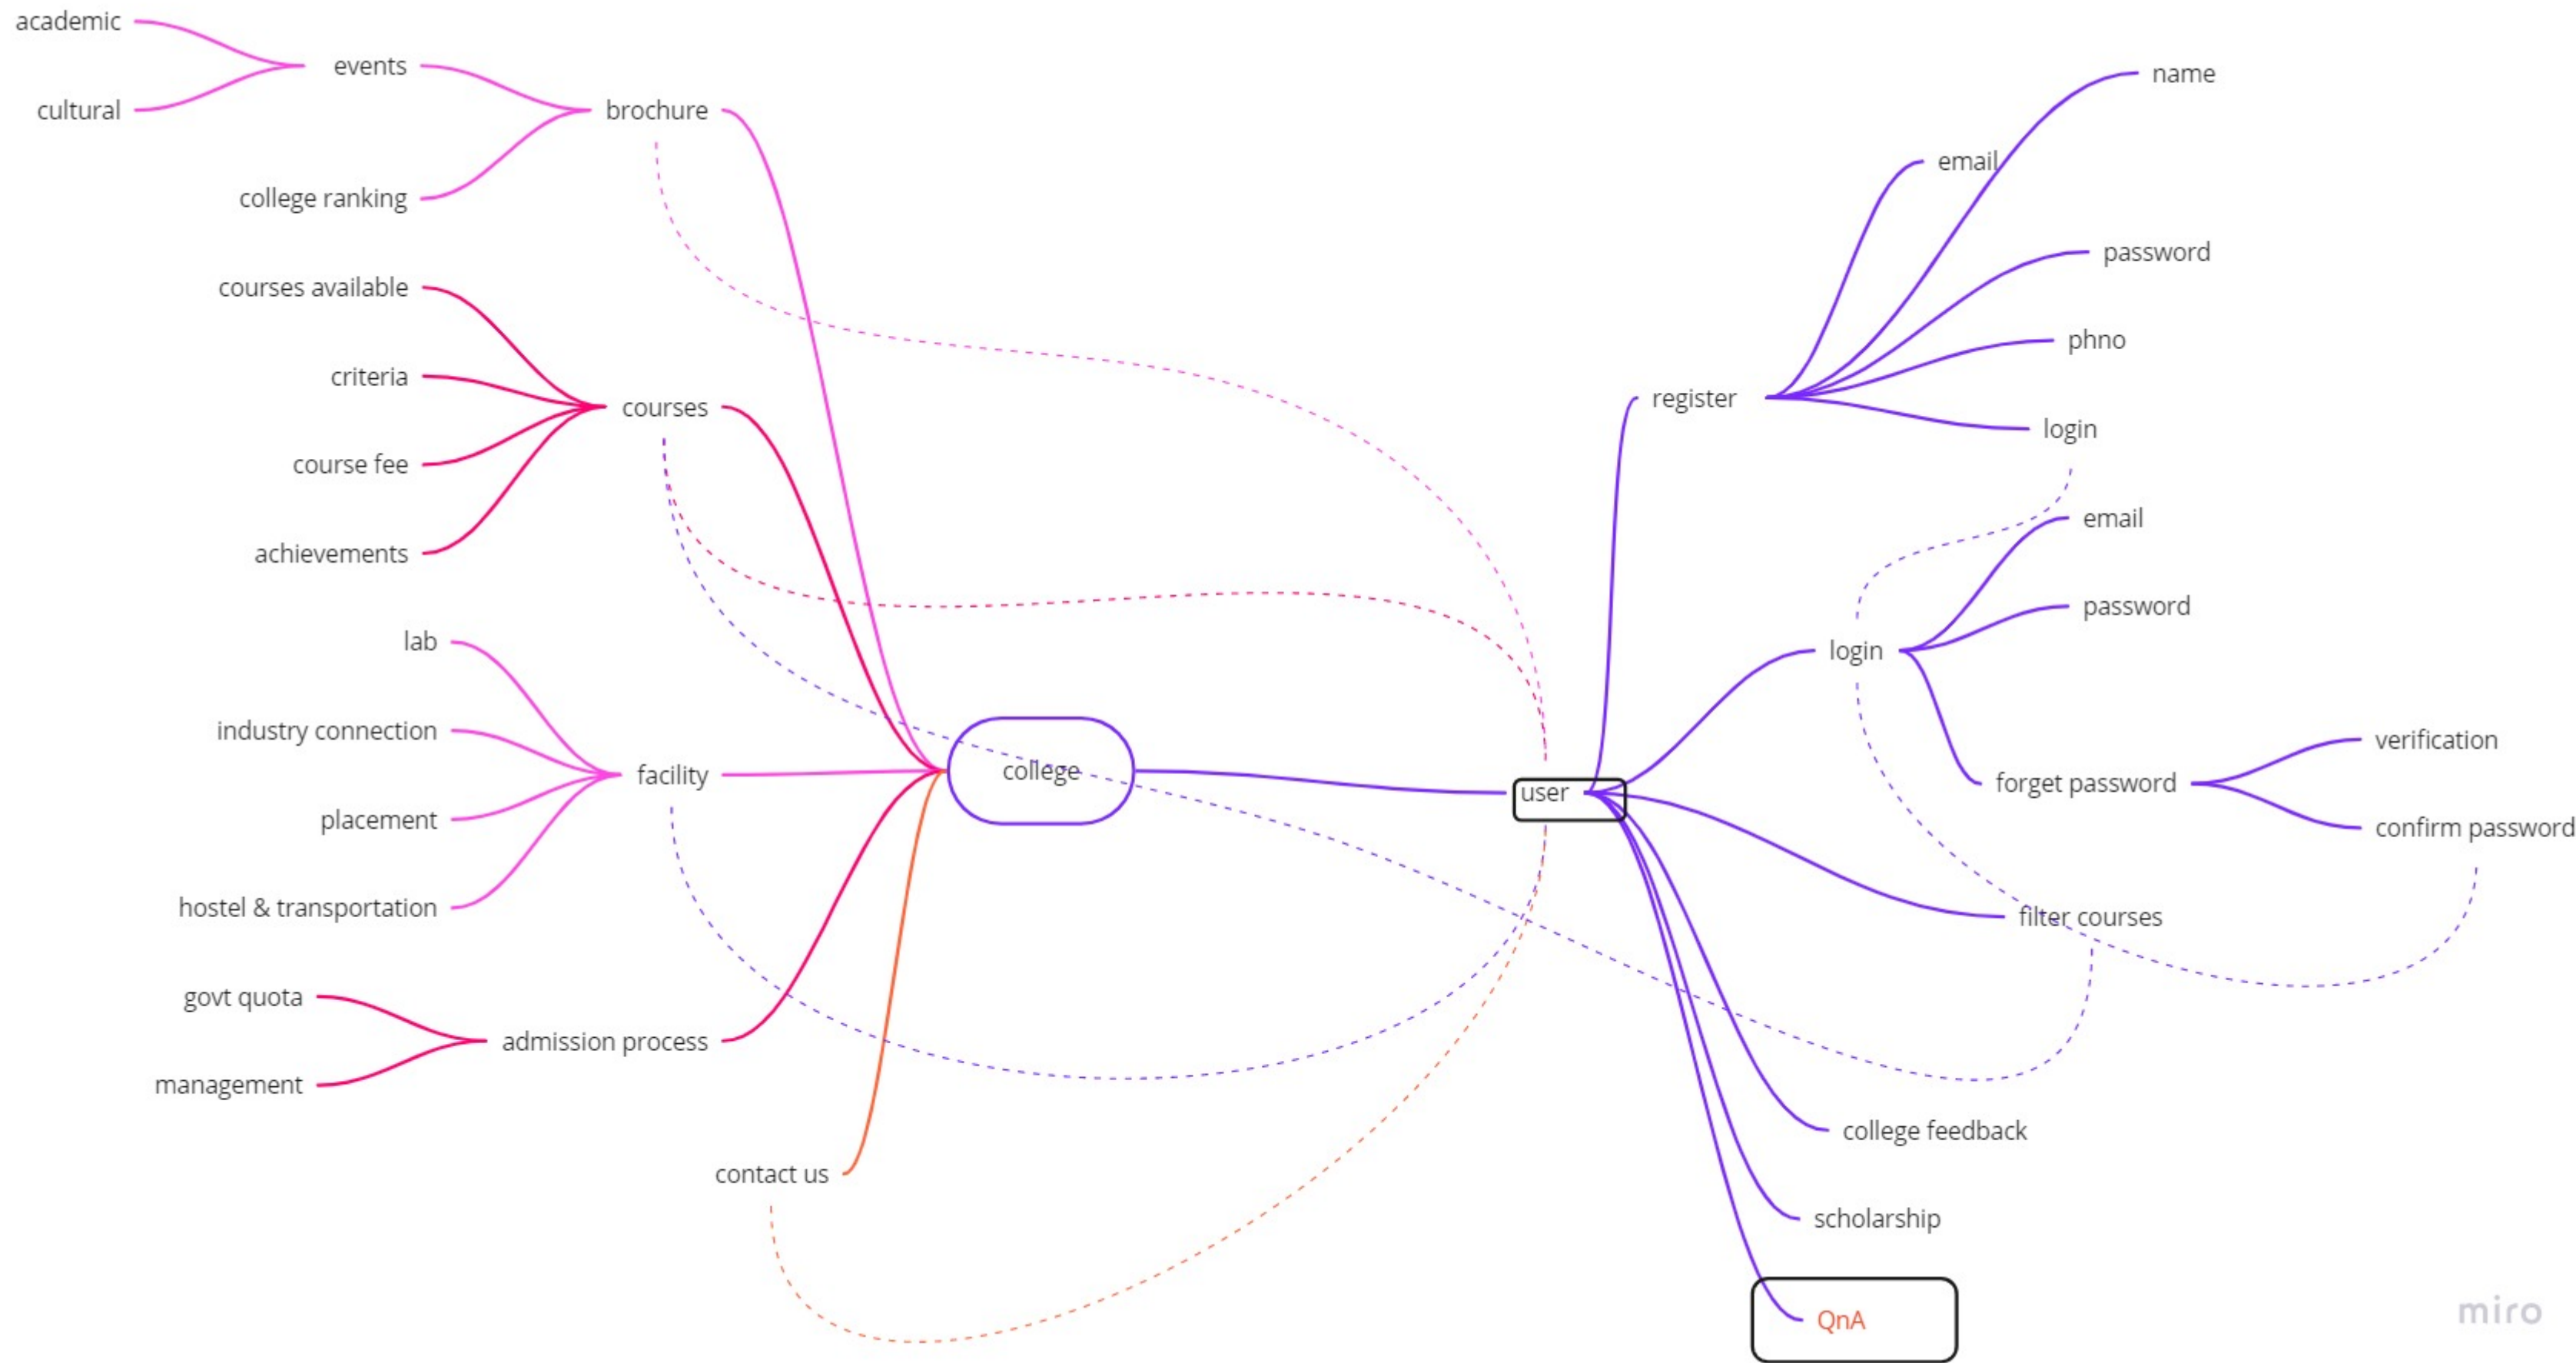 academic
events
cultural
brochure
college ranking
courses available
criteria
courses
course fee
achievements
lab
industry connection
facility
placement
hostel & transportation
govt quota
admission process
management
contact us
college
user
register
name
email
password
phno
login
login
email
password
forget password
verification
confirm password
filter courses
college feedback
scholarship
QnA
miro